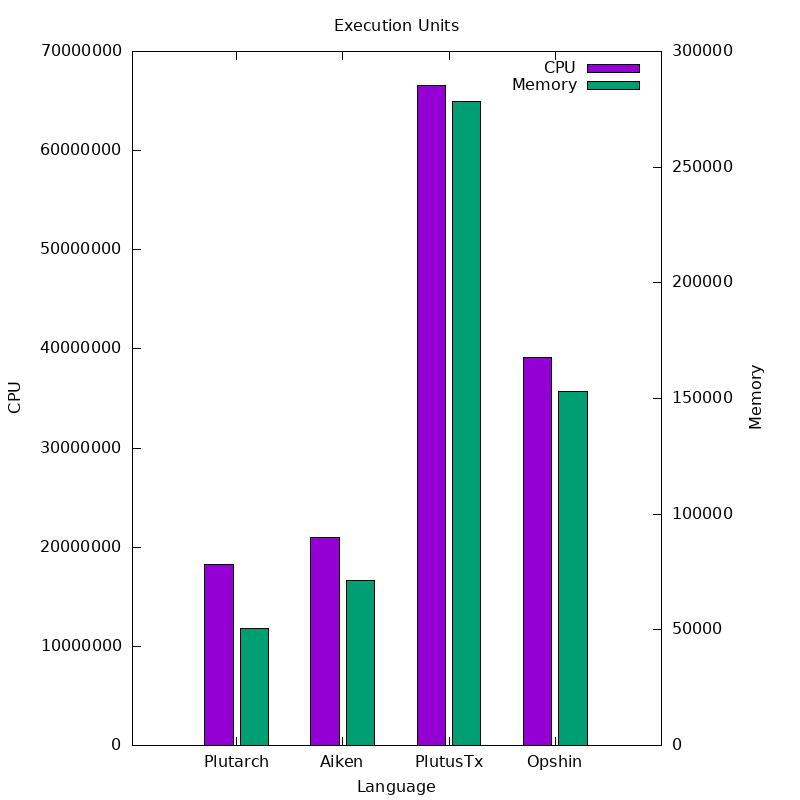 Execution Units
CPU
Memory
70000000
60000000
50000000
40000000
30000000
20000000
10000000
0
CPU
300000
250000
200000
150000
100000
50000
0
Memory
Plutarch Aiken PlutusTx Opshin
Language